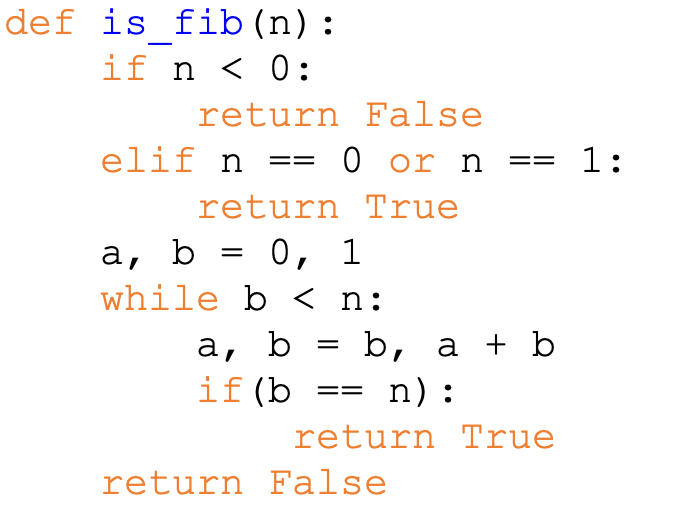 def is_fib(n):
    if n < 0:
        return False
    elif n == 0 or n == 1:
        return True
    a, b = 0, 1
    while b < n:
        a, b = b, a + b
        if(b == n):
            return True
    return False